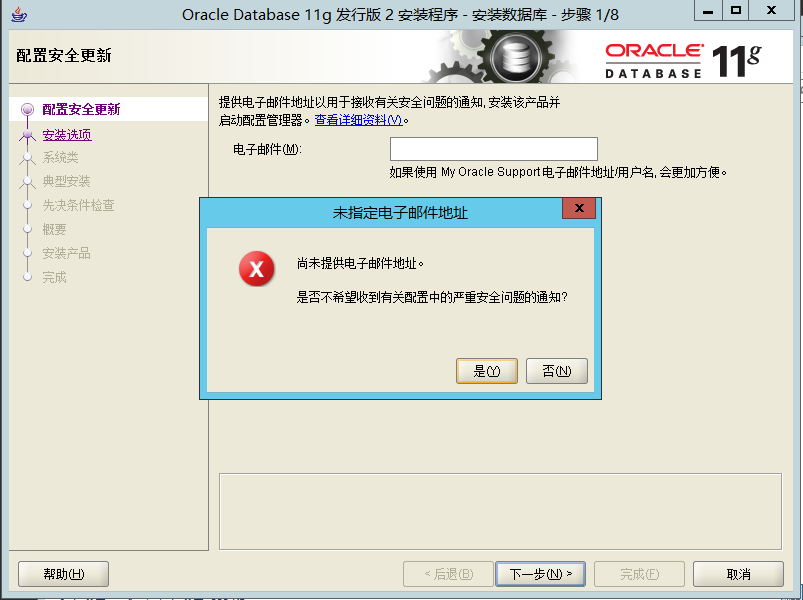 Oracle Database 11g 发行版 2 安装程序 - 安装数据库 - 步骤 1/8
配置安全更新
ORACLE
DATABASE
11g
配置安全更新
安装选项
系统类
典型安装
先决条件检查
概要
安装产品
完成
提供电子邮件地址以用于接收有关安全问题的通知, 安装该产品并
启动配置管理器。查看详细资料(V)。
电子邮件(M):
如果使用 My Oracle Support 电子邮件地址/用户名, 会更加方便。
未指定电子邮件地址
尚未提供电子邮件地址。
是否不希望收到有关配置中的严重安全问题的通知?
是(Y)
否(N)
帮助(H)
< 后退(B)
下一步(N) >
完成(F)
取消